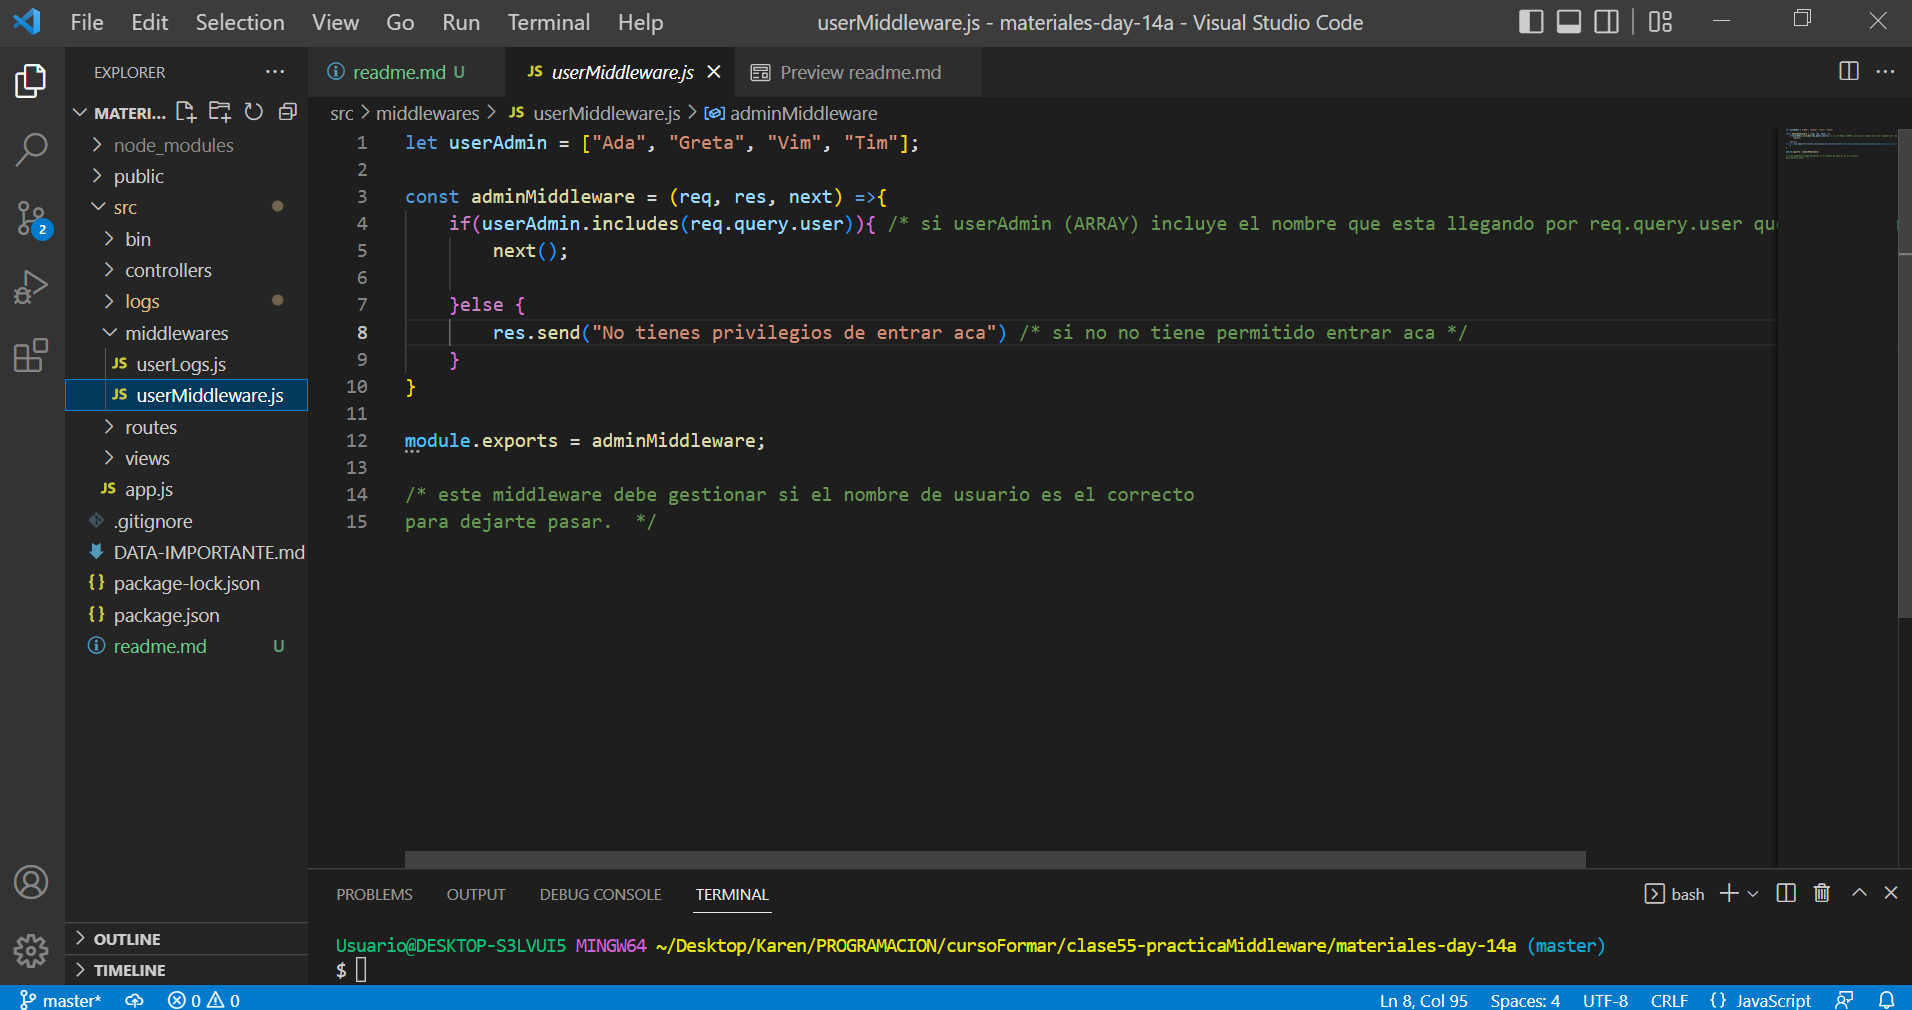 File Edit Selection View Go Run Terminal Help userMiddleware.js - materiales-day-14a - Visual Studio Code
EXPLORER ...
MATERI...
node_modules
public
src
bin
controllers
logs
middlewares
JS userLogs.js
JS userMiddleware.js
routes
views
JS app.js
.gitignore
DATA-IMPORTANTE.md
{} package-lock.json
{} package.json
readme.md U
OUTLINE
TIMELINE
2
readme.md U JS userMiddleware.js Preview readme.md
src > middlewares > JS userMiddleware.js > adminMiddleware
1 let userAdmin = ["Ada", "Greta", "Vim", "Tim"];
2
3 const adminMiddleware = (req, res, next) =>{
4 if(userAdmin.includes(req.query.user)){ /* si userAdmin (ARRAY) incluye el nombre que esta llegando por req.query.user qu
5 next();
6
7 }else {
8 res.send("No tienes privilegios de entrar aca") /* si no no tiene permitido entrar aca */
9 }
10 }
11
12 module.exports = adminMiddleware;
13
14 /* este middleware debe gestionar si el nombre de usuario es el correcto
15 para dejarte pasar.  */
PROBLEMS OUTPUT DEBUG CONSOLE TERMINAL bash
Usuario@DESKTOP-S3LVUI5 MINGW64 ~/Desktop/Karen/PROGRAMACION/cursoFormar/clase55-practicaMiddleware/materiales-day-14a (master)
$
master* 0 0 Ln 8, Col 95 Spaces: 4 UTF-8 CRLF {} JavaScript